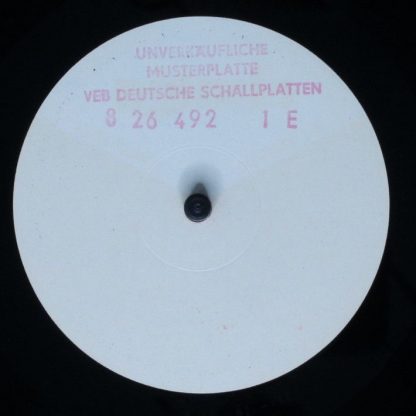 UNVERKÄUFLICHE
MUSTERPLATTE
VEB DEUTSCHE SCHALLPLATTEN
8 26 492 1 E